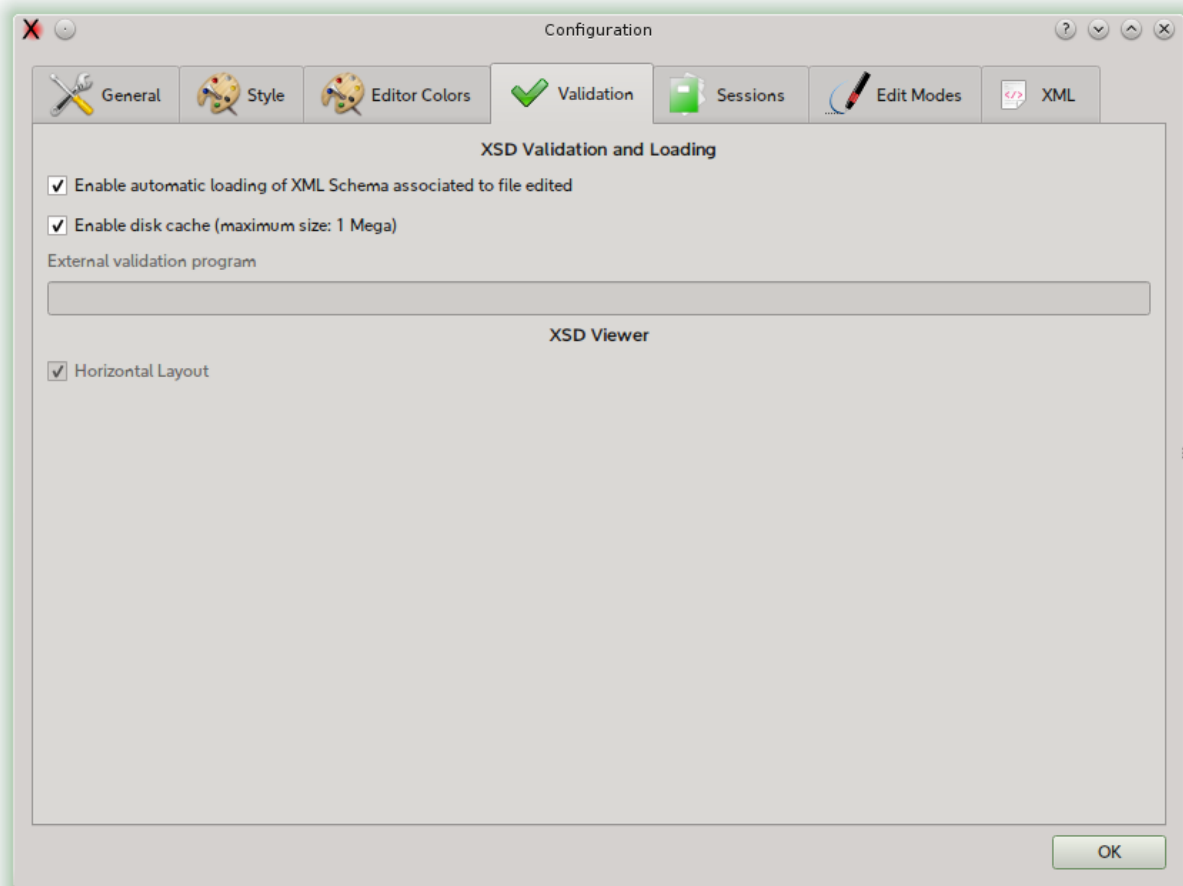 Configuration
General Style Editor Colors Validation Sessions Edit Modes </> XML
XSD Validation and Loading
Enable automatic loading of XML Schema associated to file edited
Enable disk cache (maximum size: 1 Mega)
External validation program
XSD Viewer
Horizontal Layout
OK